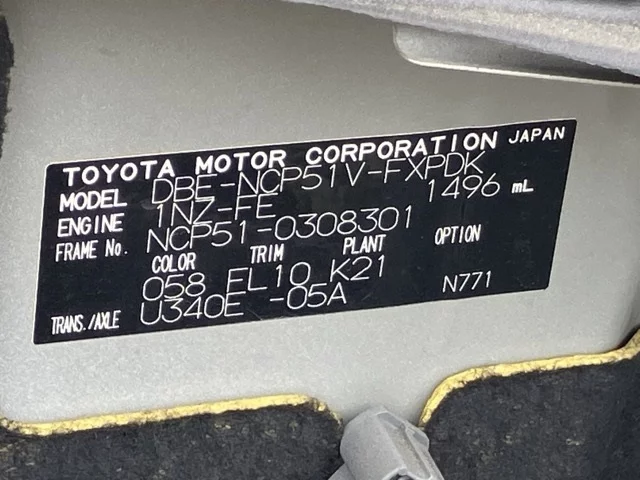 TOYOTA MOTOR CORPORATION JAPAN
MODEL DBE-NCP51V-FXPDK
ENGINE 1NZ-FE 1496 mL
FRAME No. NCP51-0308301
COLOR TRIM PLANT OPTION
058 FL10 K21
TRANS./AXLE U340E -05A N771